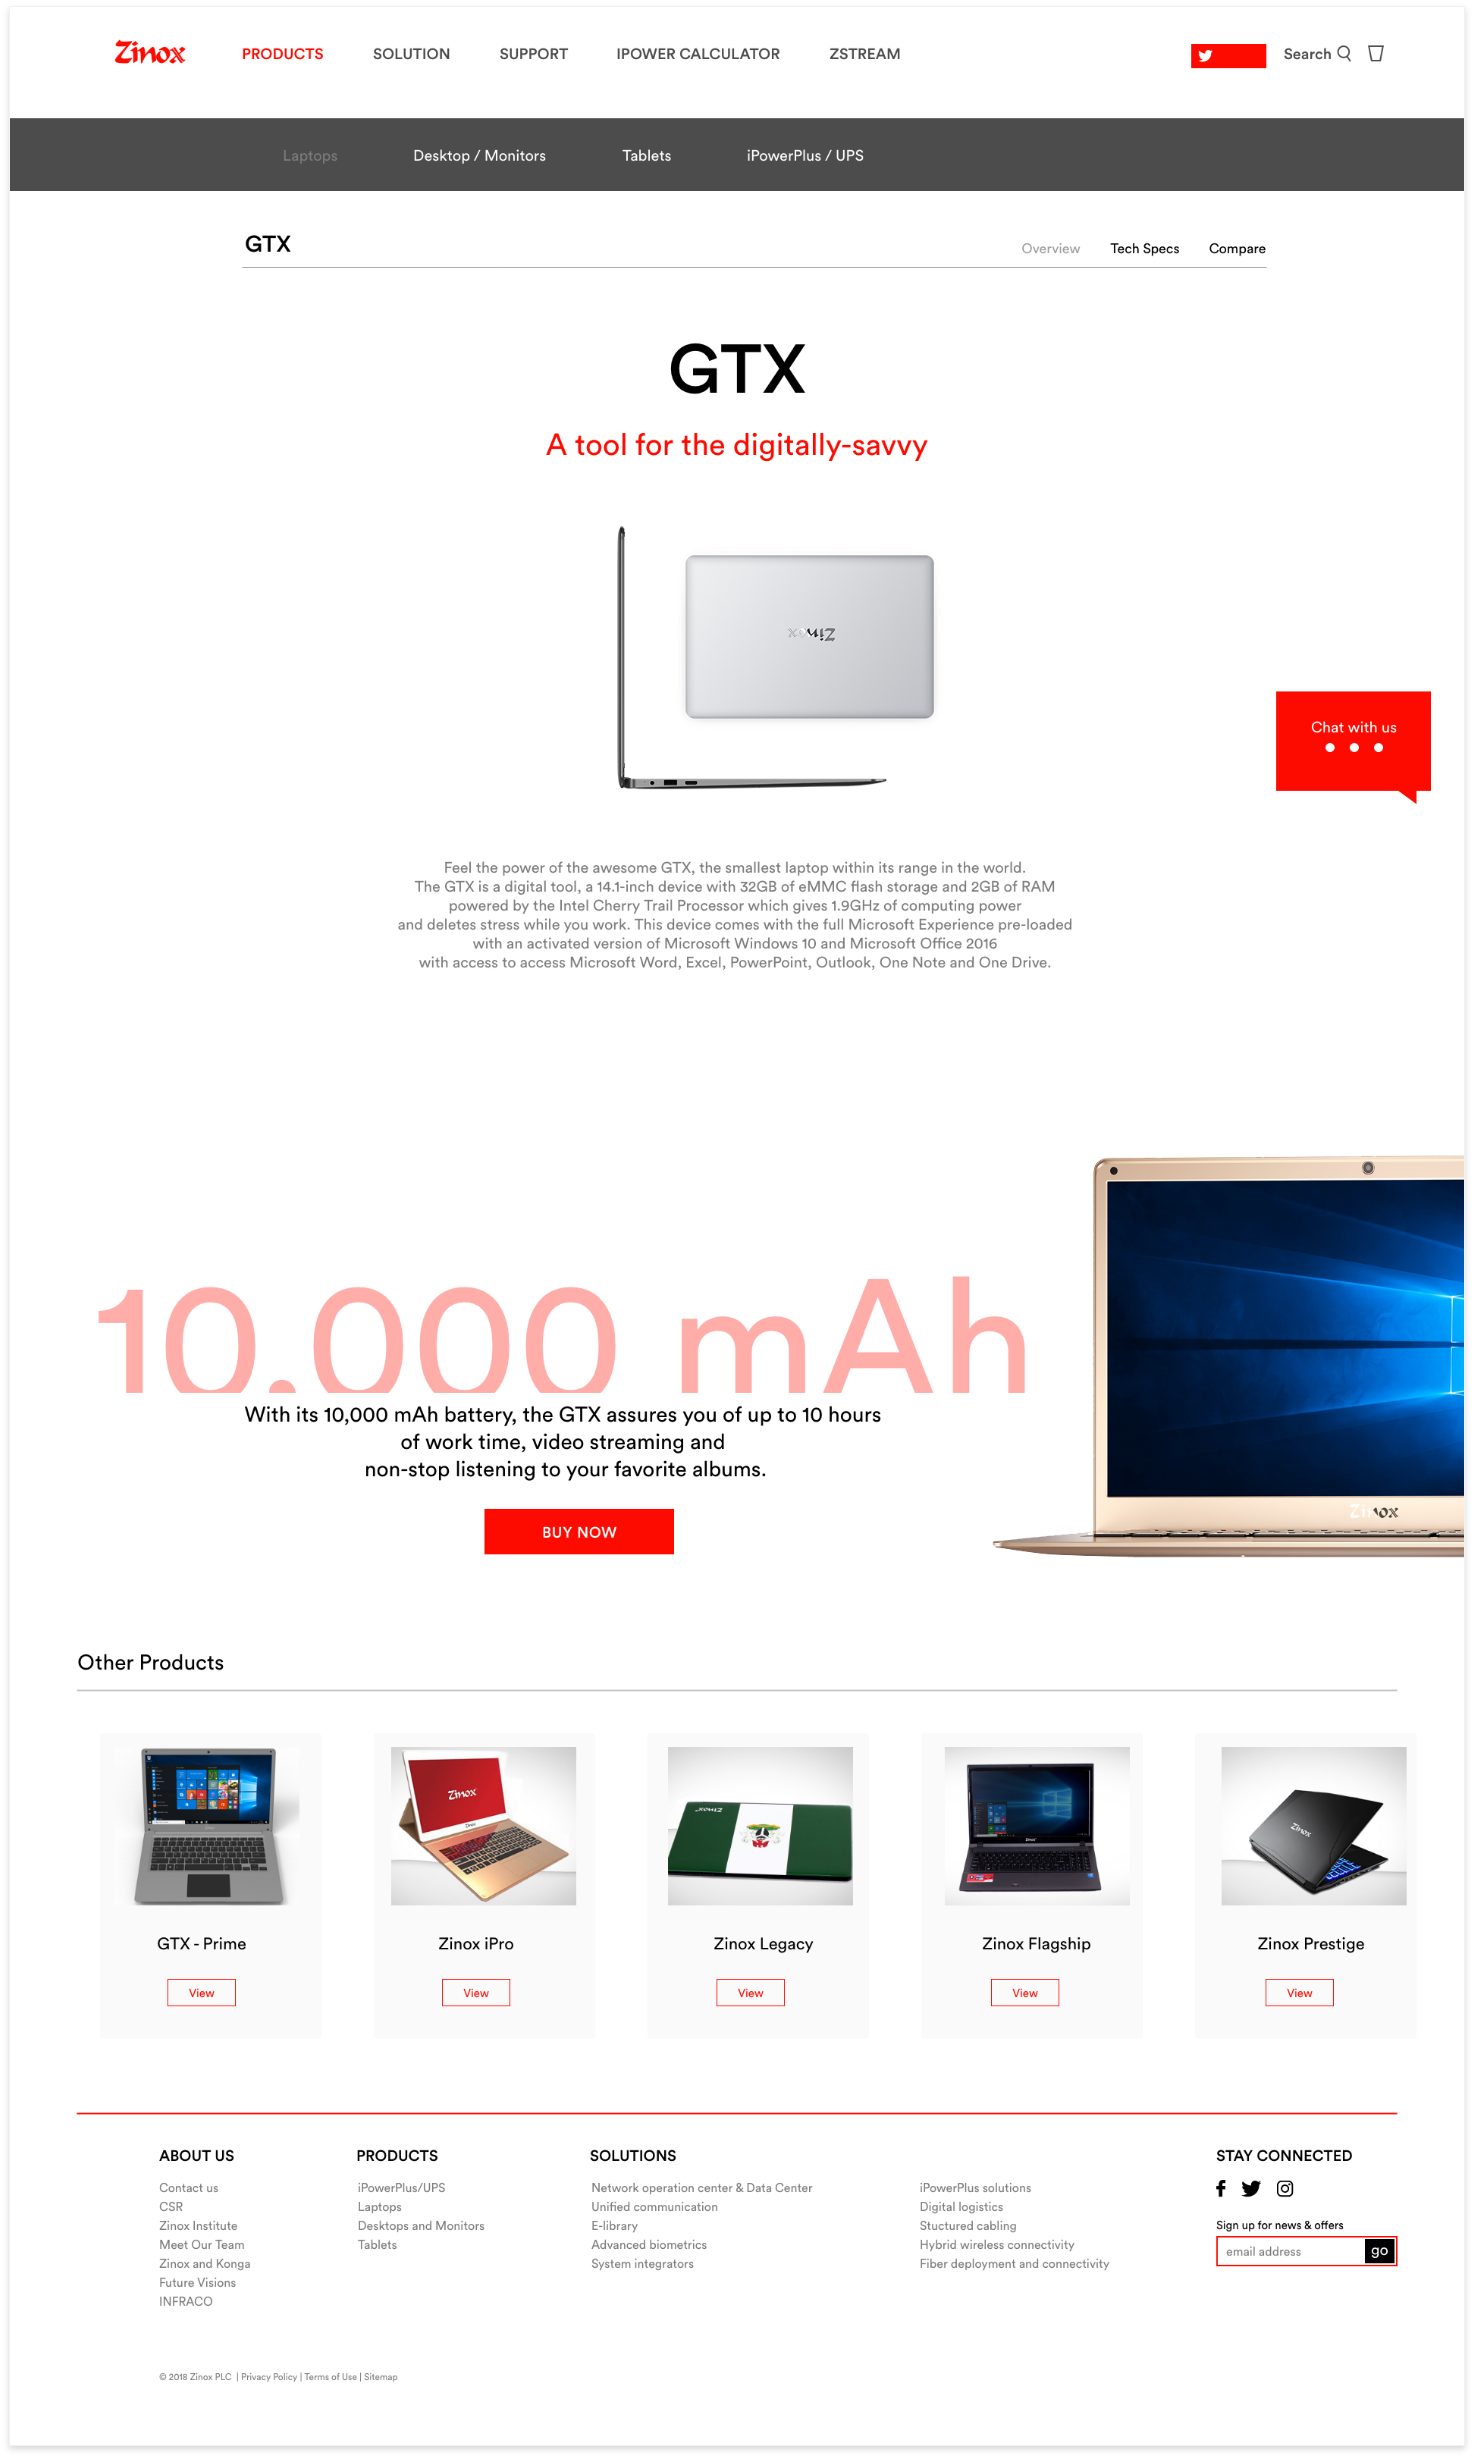 Zinox
PRODUCTS
SOLUTION
SUPPORT
IPOWER CALCULATOR
ZSTREAM
Search
Laptops
Desktop / Monitors
Tablets
iPowerPlus / UPS
GTX
Overview
Tech Specs
Compare
GTX
A tool for the digitally-savvy
Zinox
Chat with us
Feel the power of the awesome GTX, the smallest laptop within its range in the world.
The GTX is a digital tool, a 14.1-inch device with 32GB of eMMC flash storage and 2GB of RAM
powered by the Intel Cherry Trail Processor which gives 1.9GHz of computing power
and deletes stress while you work. This device comes with the full Microsoft Experience pre-loaded
with an activated version of Microsoft Windows 10 and Microsoft Office 2016
with access to access Microsoft Word, Excel, PowerPoint, Outlook, One Note and One Drive.
10,000 mAh
With its 10,000 mAh battery, the GTX assures you of up to 10 hours
of work time, video streaming and
non-stop listening to your favorite albums.
Zinox
BUY NOW
Other Products
Zinox
Zinox
Zinox
Zinox
Zinox
GTX - Prime
Zinox iPro
Zinox Legacy
Zinox Flagship
Zinox Prestige
View
View
View
View
View
ABOUT US
Contact us
CSR
Zinox Institute
Meet Our Team
Zinox and Konga
Future Visions
INFRACO
PRODUCTS
iPowerPlus/UPS
Laptops
Desktops and Monitors
Tablets
SOLUTIONS
Network operation center & Data Center
Unified communication
E-library
Advanced biometrics
System integrators
iPowerPlus solutions
Digital logistics
Stuctured cabling
Hybrid wireless connectivity
Fiber deployment and connectivity
STAY CONNECTED
Sign up for news & offers
email address
go
© 2018 Zinox PLC | Privacy Policy | Terms of Use | Sitemap